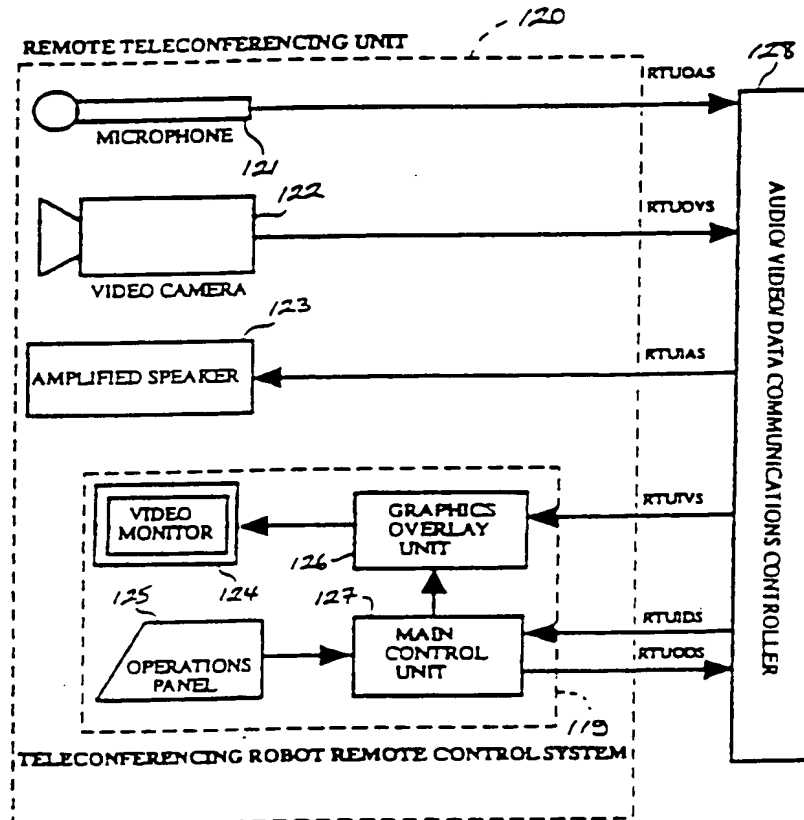 120
REMOTE TELECONFERENCING UNIT
128
RTUOAS
MICROPHONE
121
122
RTUOVS
VIDEO CAMERA
123
AMPLIFIED SPEAKER
RTUIAS
AUDIO/ VIDEO/ DATA COMMUNICATIONS CONTROLLER
VIDEO
MONITOR
GRAPHICS
OVERLAY
UNIT
RTUIVS
126
124
125
127
OPERATIONS
PANEL
MAIN
CONTROL
UNIT
RTUIDS
RTUODS
119
TELECONFERENCING ROBOT REMOTE CONTROL SYSTEM